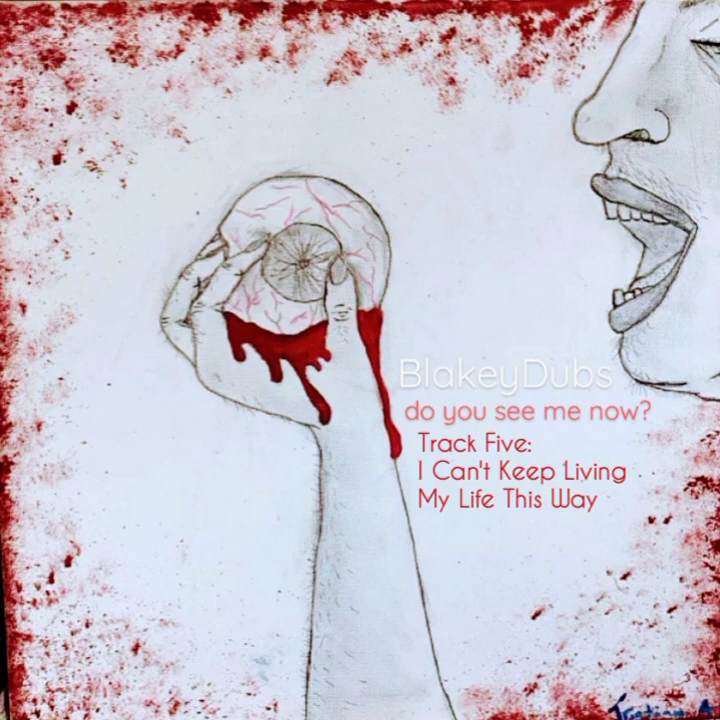 BlakeyDubs
do you see me now?
Track Five:
I Can't Keep Living
My Life This Way